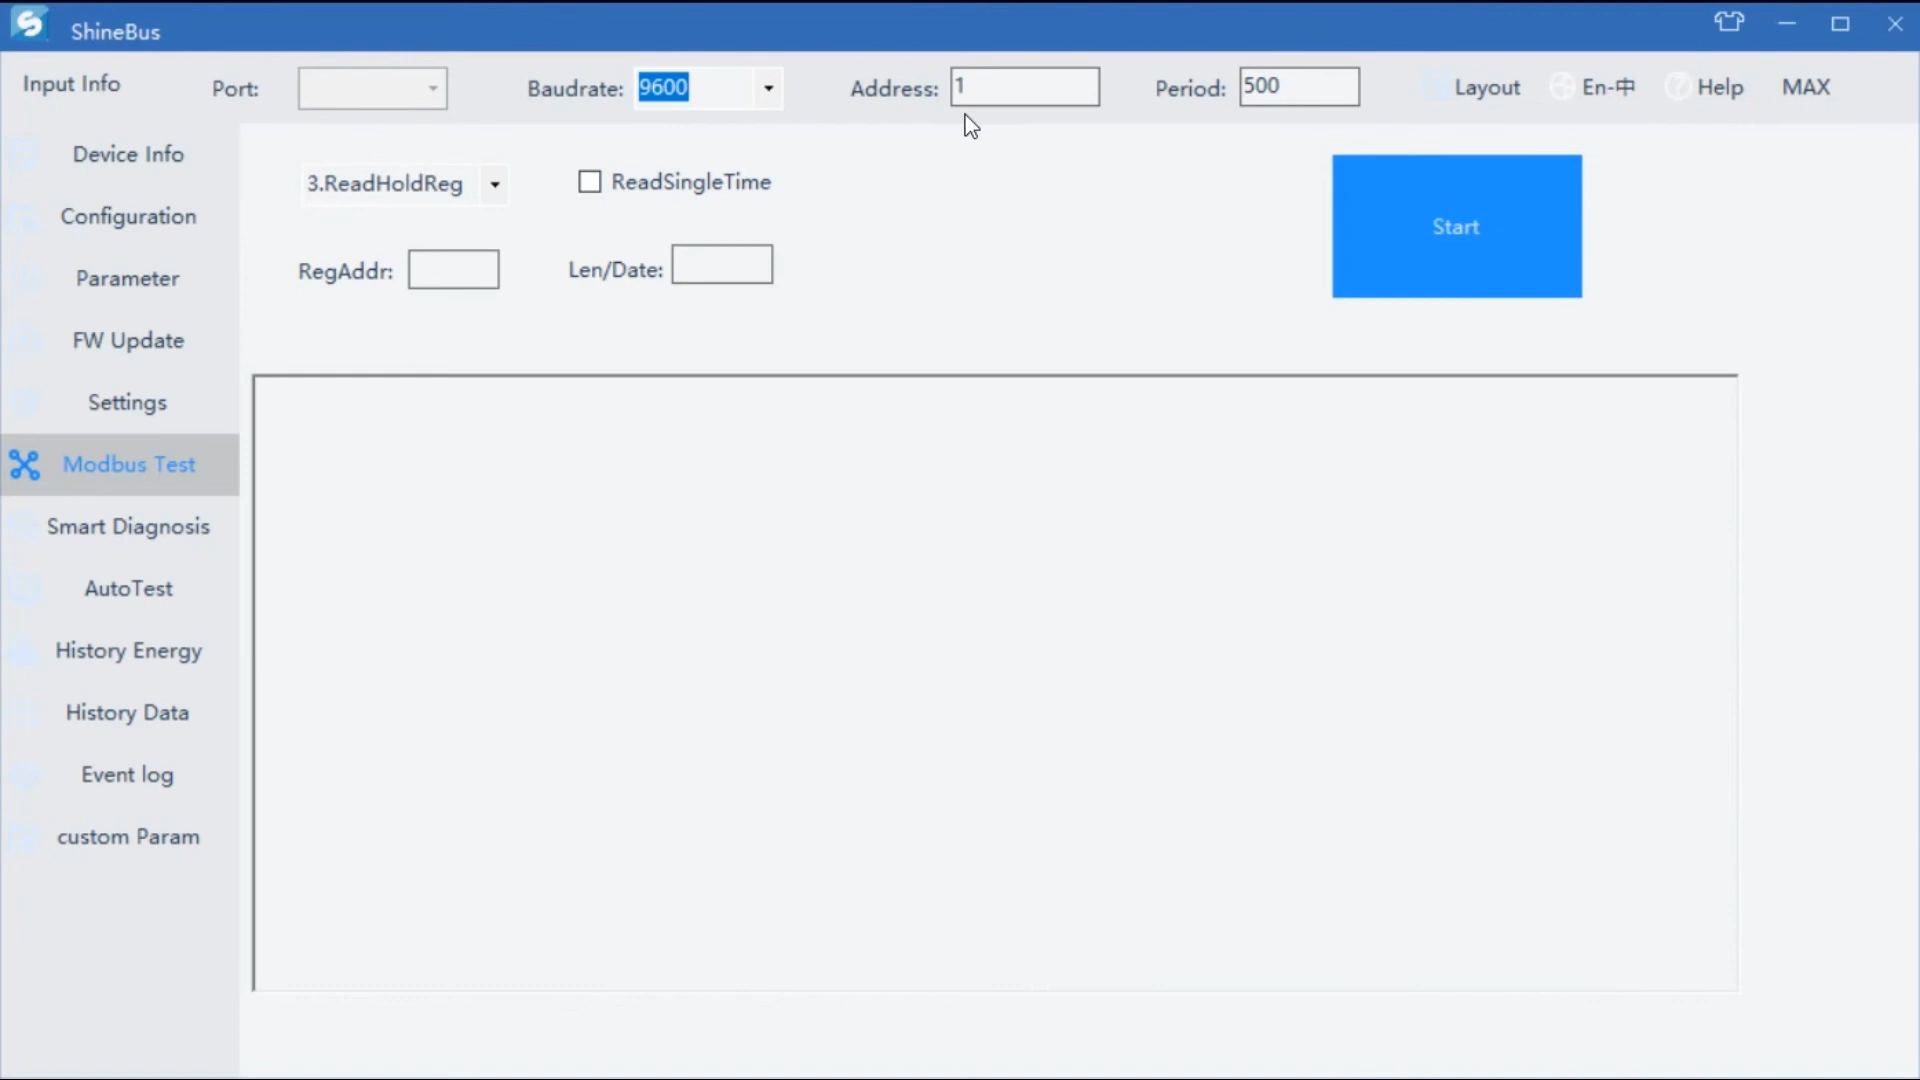 ShineBus
Input Info
Port:
Baudrate: 9600
Address: 1
Period: 500
Layout
En-中
Help
MAX
Device Info
Configuration
Parameter
FW Update
Settings
Modbus Test
Smart Diagnosis
AutoTest
History Energy
History Data
Event log
custom Param
3.ReadHoldReg
ReadSingleTime
RegAddr:
Len/Date:
Start